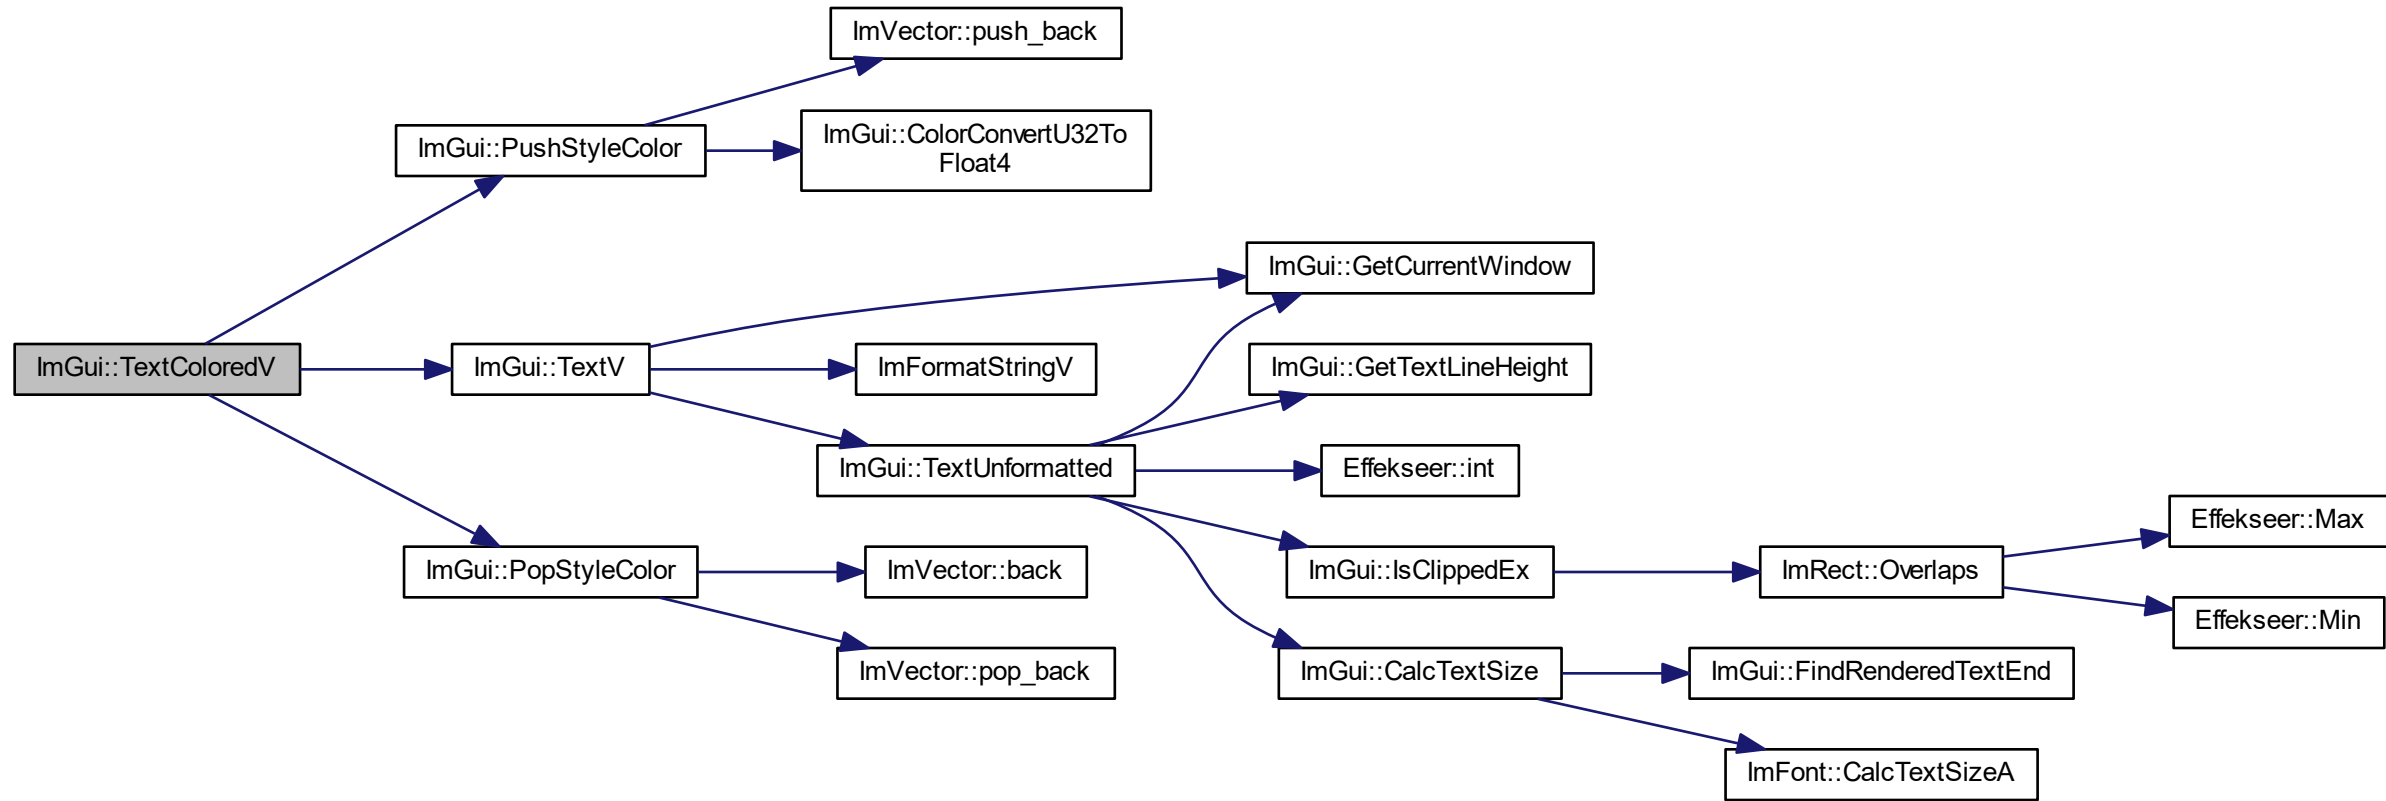 ImVector::push_back
ImGui::PushStyleColor
ImGui::ColorConvertU32To
Float4
ImGui::GetCurrentWindow
ImGui::TextColoredV
ImGui::TextV
ImFormatStringV
ImGui::GetTextLineHeight
ImGui::TextUnformatted
Effekseer::int
Effekseer::Max
ImGui::PopStyleColor
ImVector::back
ImGui::IsClippedEx
ImRect::Overlaps
Effekseer::Min
ImVector::pop_back
ImGui::CalcTextSize
ImGui::FindRenderedTextEnd
ImFont::CalcTextSizeA